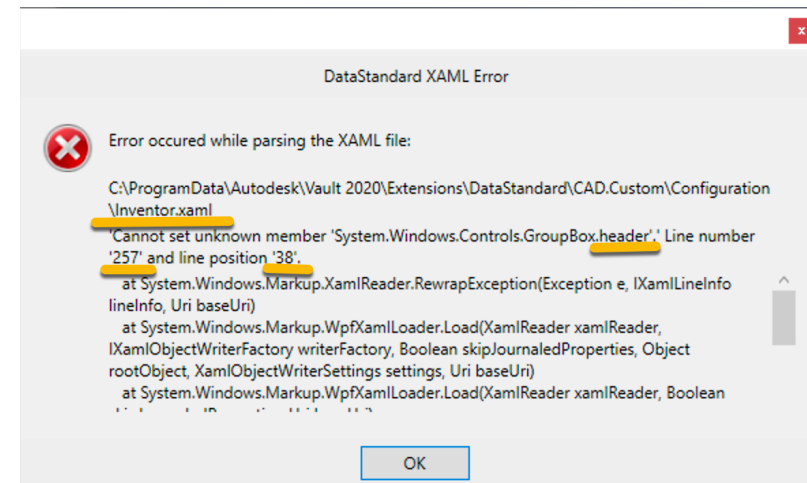 x
DataStandard XAML Error
Error occured while parsing the XAML file:
C:\ProgramData\Autodesk\Vault 2020\Extensions\DataStandard\CAD.Custom\Configuration
\Inventor.xaml
'Cannot set unknown member 'System.Windows.Controls.GroupBox.header'.' Line number
'257' and line position '38'.
at System.Windows.Markup.XamlReader.RewrapException(Exception e, IXamlLineInfo
lineInfo, Uri baseUri)
at System.Windows.Markup.WpfXamlLoader.Load(XamlReader xamlReader,
IXamlObjectWriterFactory writerFactory, Boolean skipJournaledProperties, Object
rootObject, XamlObjectWriterSettings settings, Uri baseUri)
at System.Windows.Markup.WpfXamlLoader.Load(XamlReader xamlReader, Boolean
OK